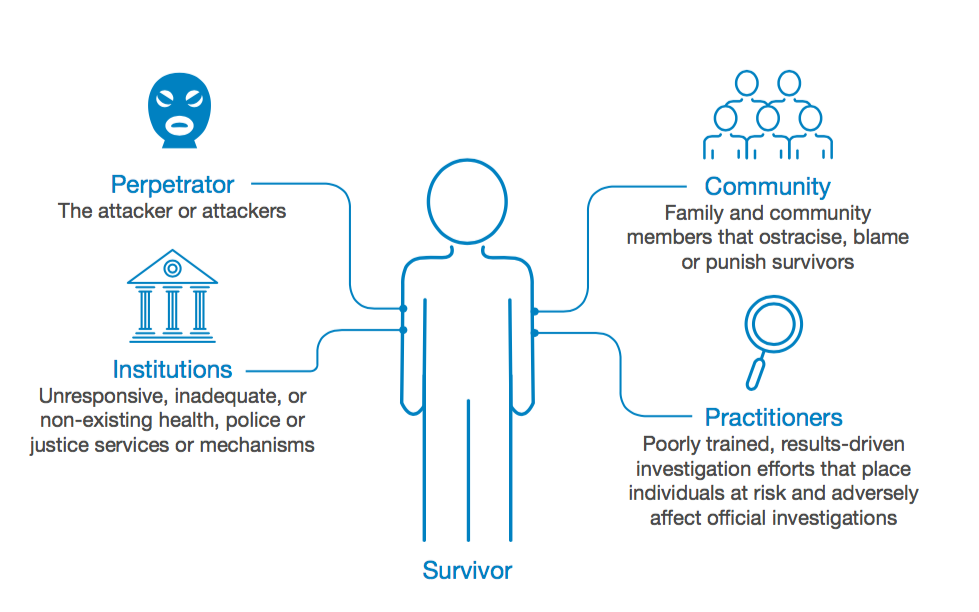 Perpetrator
The attacker or attackers
Institutions
Unresponsive, inadequate, or
non-existing health, police or
justice services or mechanisms
Community
Family and community
members that ostracise, blame
or punish survivors
Practitioners
Poorly trained, results-driven
investigation efforts that place
individuals at risk and adversely
affect official investigations
Survivor